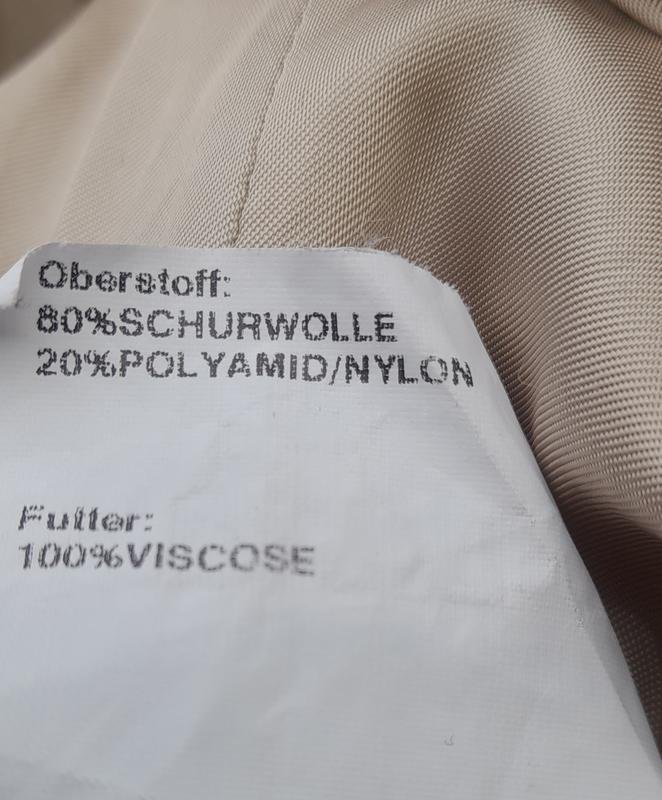 Oberstoff:
80%SCHURWOLLE
20%POLYAMID/NYLON
Futter:
100%VISCOSE